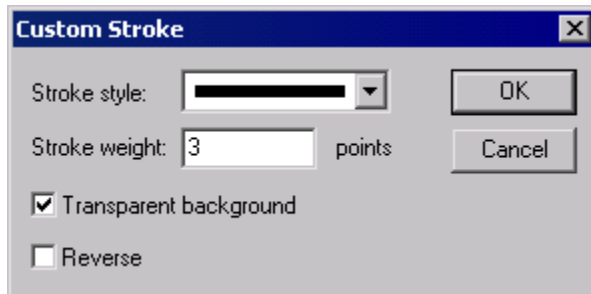 Custom Stroke
Stroke style:
OK
Stroke weight: 3 points
Cancel
Transparent background
Reverse